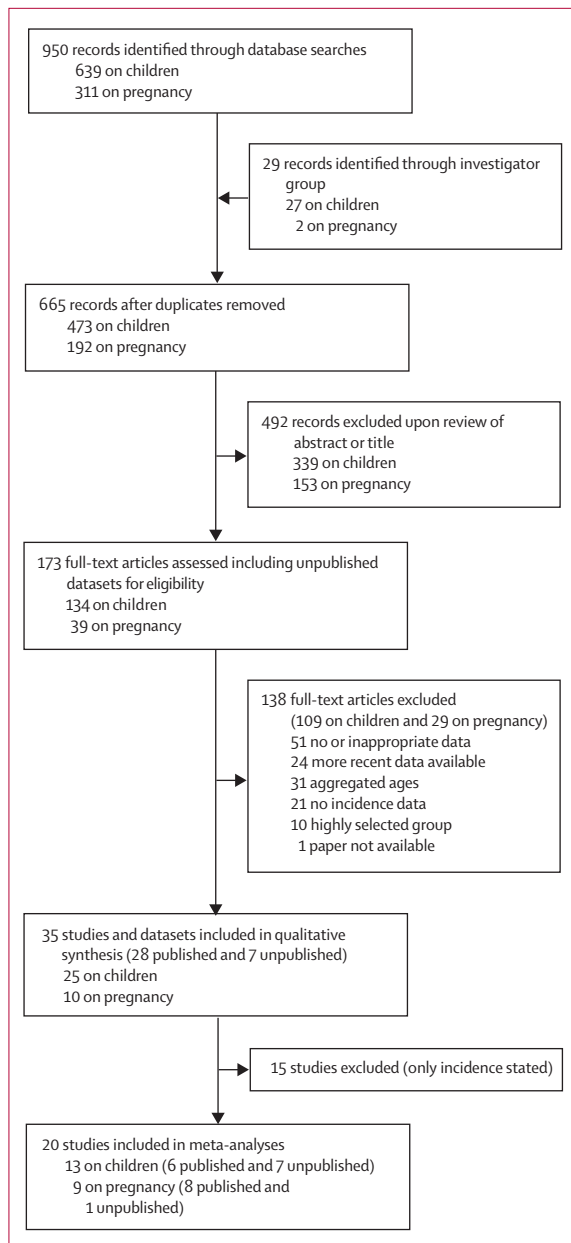 950 records identified through database searches
639 on children
311 on pregnancy
29 records identified through investigator
group
27 on children
2 on pregnancy
665 records after duplicates removed
473 on children
192 on pregnancy
492 records excluded upon review of
abstract or title
339 on children
153 on pregnancy
173 full-text articles assessed including unpublished
datasets for eligibility
134 on children
39 on pregnancy
138 full-text articles excluded
(109 on children and 29 on pregnancy)
51 no or inappropriate data
24 more recent data available
31 aggregated ages
21 no incidence data
10 highly selected group
1 paper not available
35 studies and datasets included in qualitative
synthesis (28 published and 7 unpublished)
25 on children
10 on pregnancy
15 studies excluded (only incidence stated)
20 studies included in meta-analyses
13 on children (6 published and 7 unpublished)
9 on pregnancy (8 published and
1 unpublished)